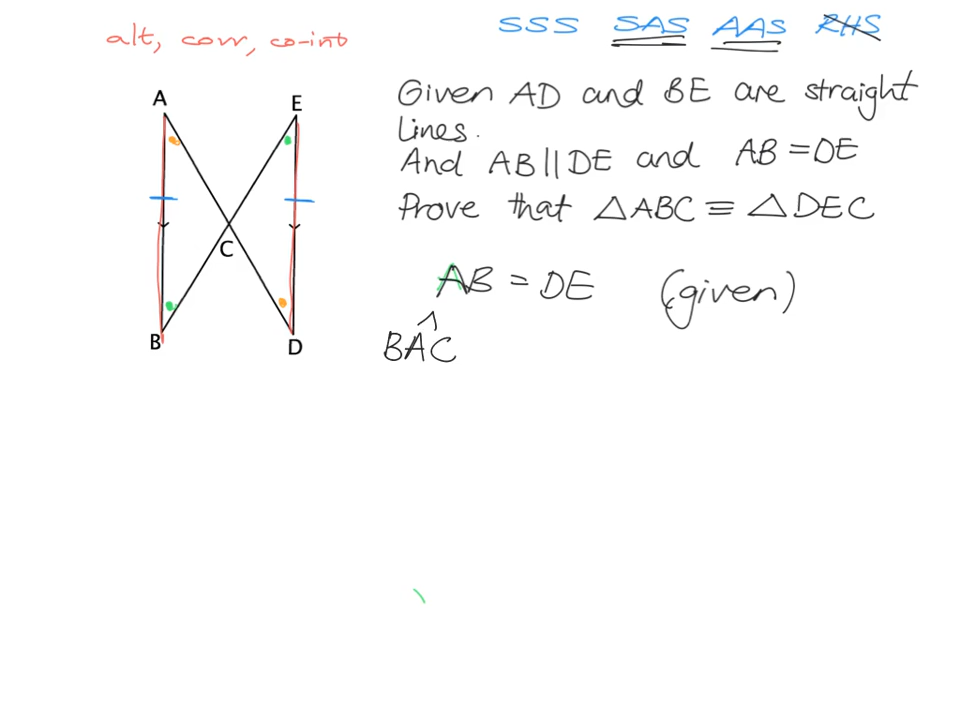 alt, corr, co-int
SSS SAS AAS RHS
A
E
C
B
D
Given AD and BE are straight
lines.
And AB || DE and AB = DE
Prove that △ABC ≡ △DEC
AB = DE (given)
BÂC